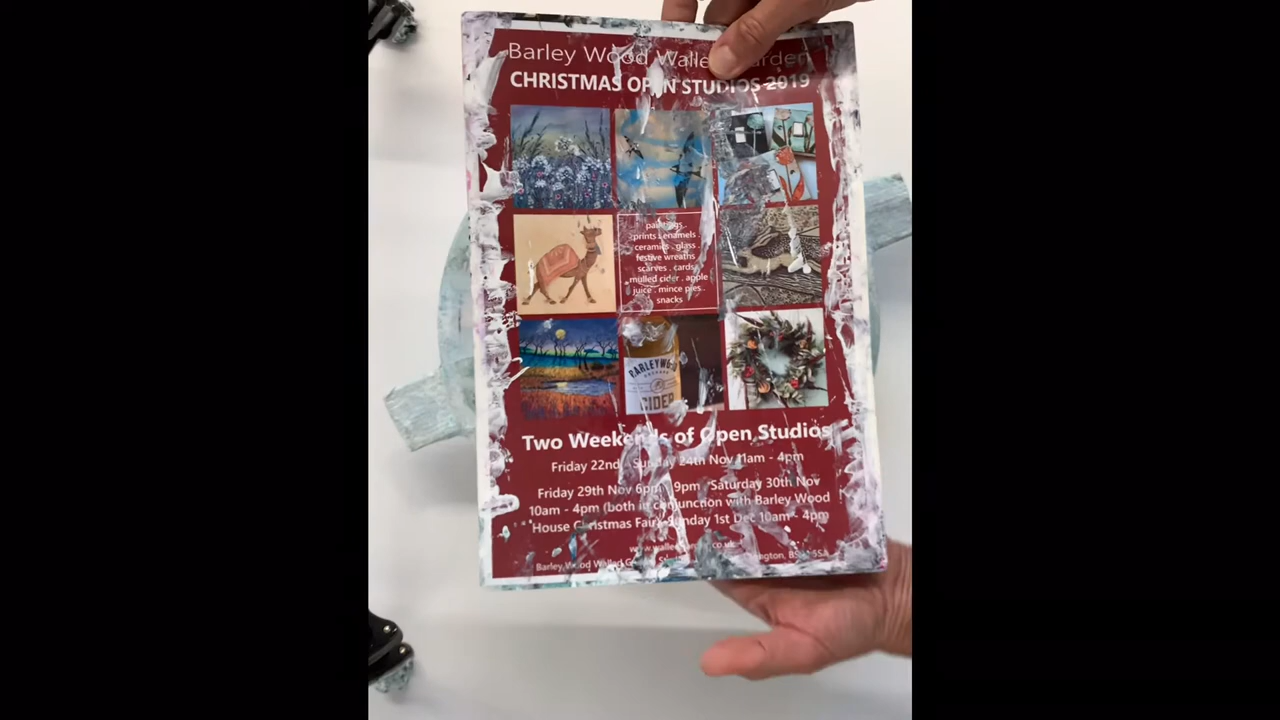 Barley Wood Walled Garden
CHRISTMAS OPEN STUDIOS 2019
paintings .
prints . enamels .
ceramics . glass .
festive wreaths
scarves . cards .
mulled cider . apple
juice . mince pies .
snacks
BARLEYWOOD
ORCHARD
CIDER
Two Weekends of Open Studios
Friday 22nd - Sunday 24th Nov 11am - 4pm
Friday 29th Nov 6pm - 9pm Saturday 30th Nov
10am - 4pm (both in conjunction with Barley Wood
House Christmas Fair) Sunday 1st Dec 10am - 4pm
Barley Wood Walled